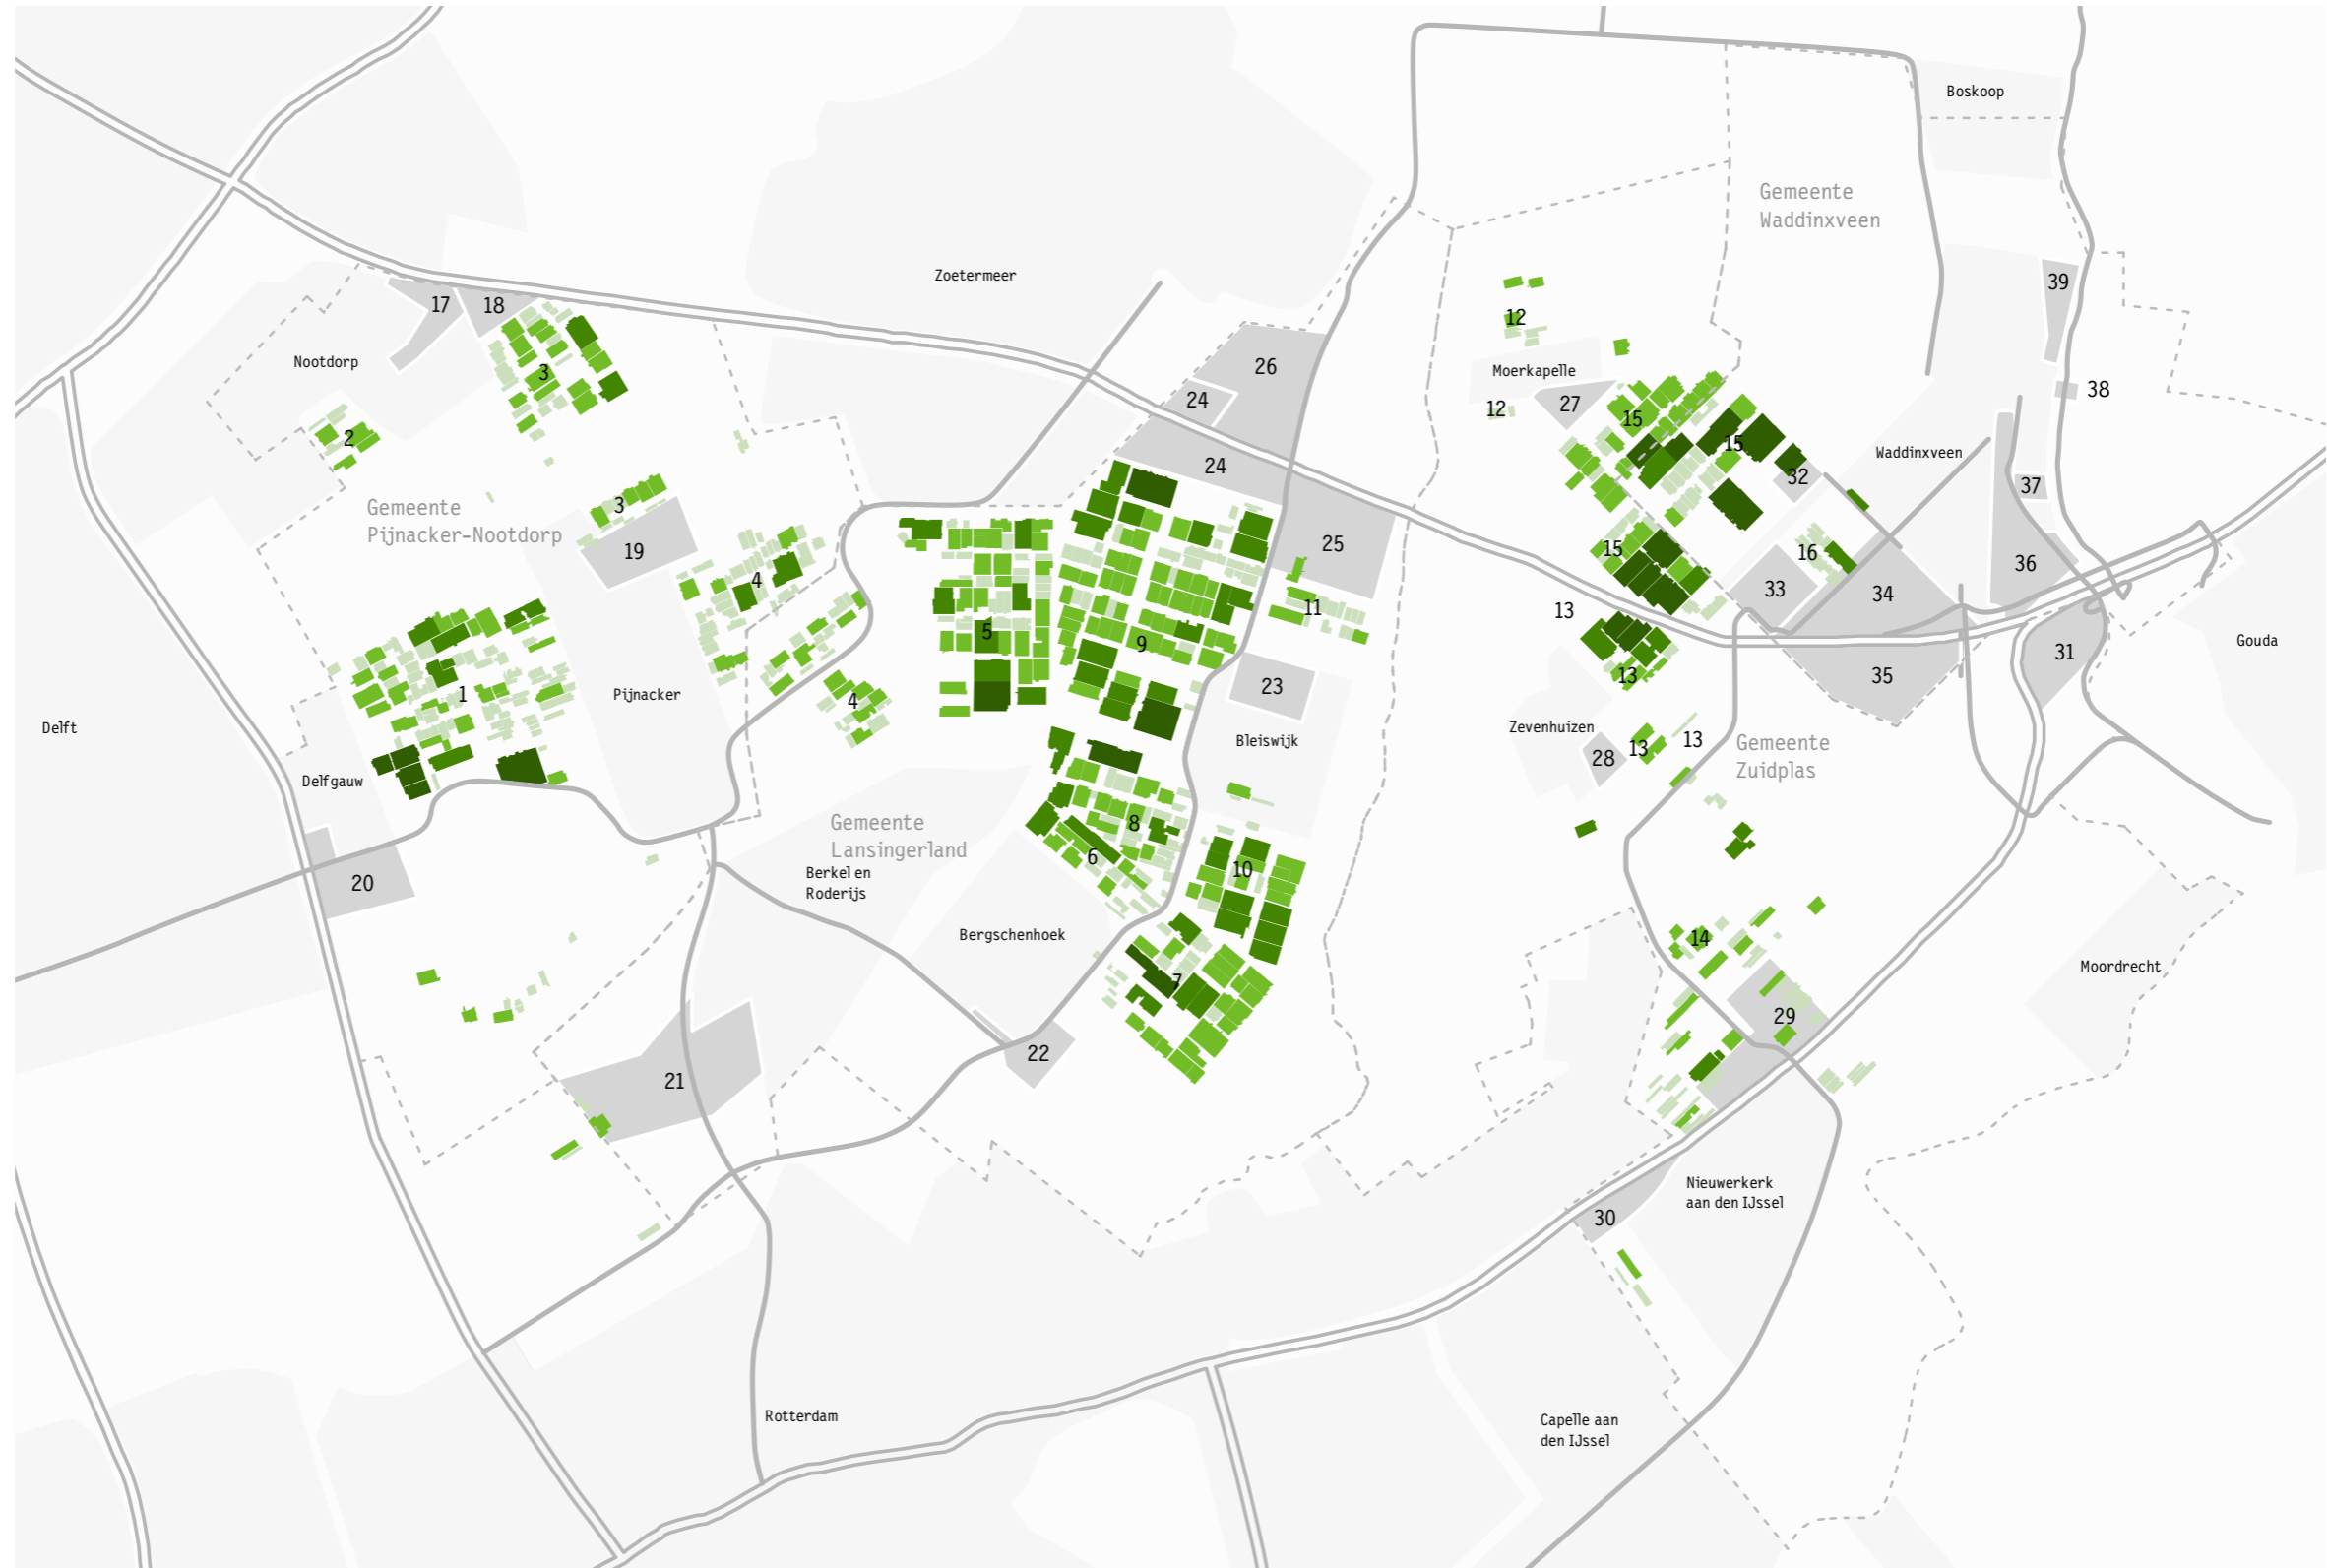 Boskoop
Gemeente
Waddinxveen
Zoetermeer
39
17
18
12
Nootdorp
26
3
Moerkapelle
38
24
27
12
15
2
15
Waddinxveen
24
32
37
3
Gemeente
Pijnacker-Nootdorp
25
19
15
16
36
4
33
34
11
13
5
9
Gouda
31
13
35
23
1
Pijnacker
4
Delft
Zevenhuizen
Bleiswijk
13
13
Gemeente
Zuidplas
28
Delfgauw
Gemeente
Lansingerland
8
6
10
Berkel en
Roderijs
20
Bergschenhoek
14
Moordrecht
7
29
22
21
Nieuwerkerk
aan den IJssel
30
Rotterdam
Capelle aan
den IJssel